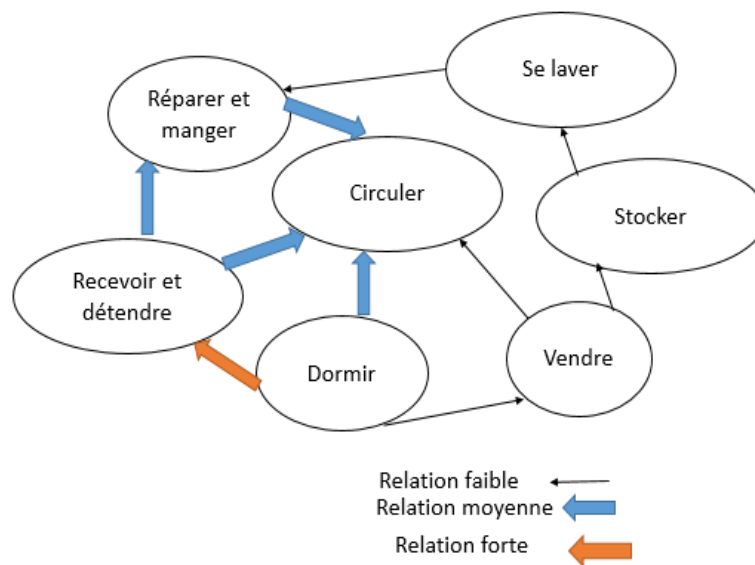 Se laver
Réparer et
manger
Circuler
Stocker
Recevoir et
détendre
Dormir
Vendre
Relation faible
Relation moyenne
Relation forte